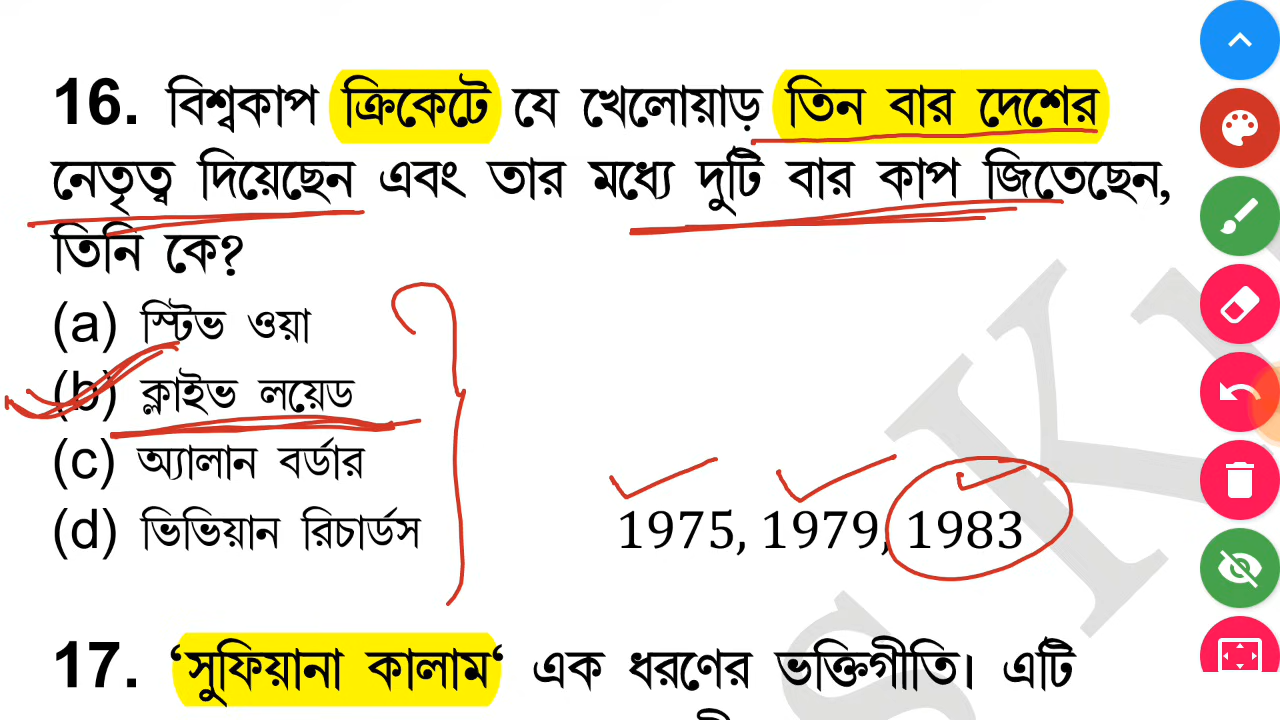 16. বিশ্বকাপ ক্রিকেটে যে খেলোয়াড় তিন বার দেশের
নেতৃত্ব দিয়েছেন এবং তার মধ্যে দুটি বার কাপ জিতেছেন,
তিনি কে?
(a) স্টিভ ওয়া
(b) ক্লাইভ লয়েড
(c) অ্যালান বর্ডার
(d) ভিভিয়ান রিচার্ডস
1975, 1979, 1983
17. ‘সুফিয়ানা কালাম‘ এক ধরণের ভক্তিগীতি। এটি